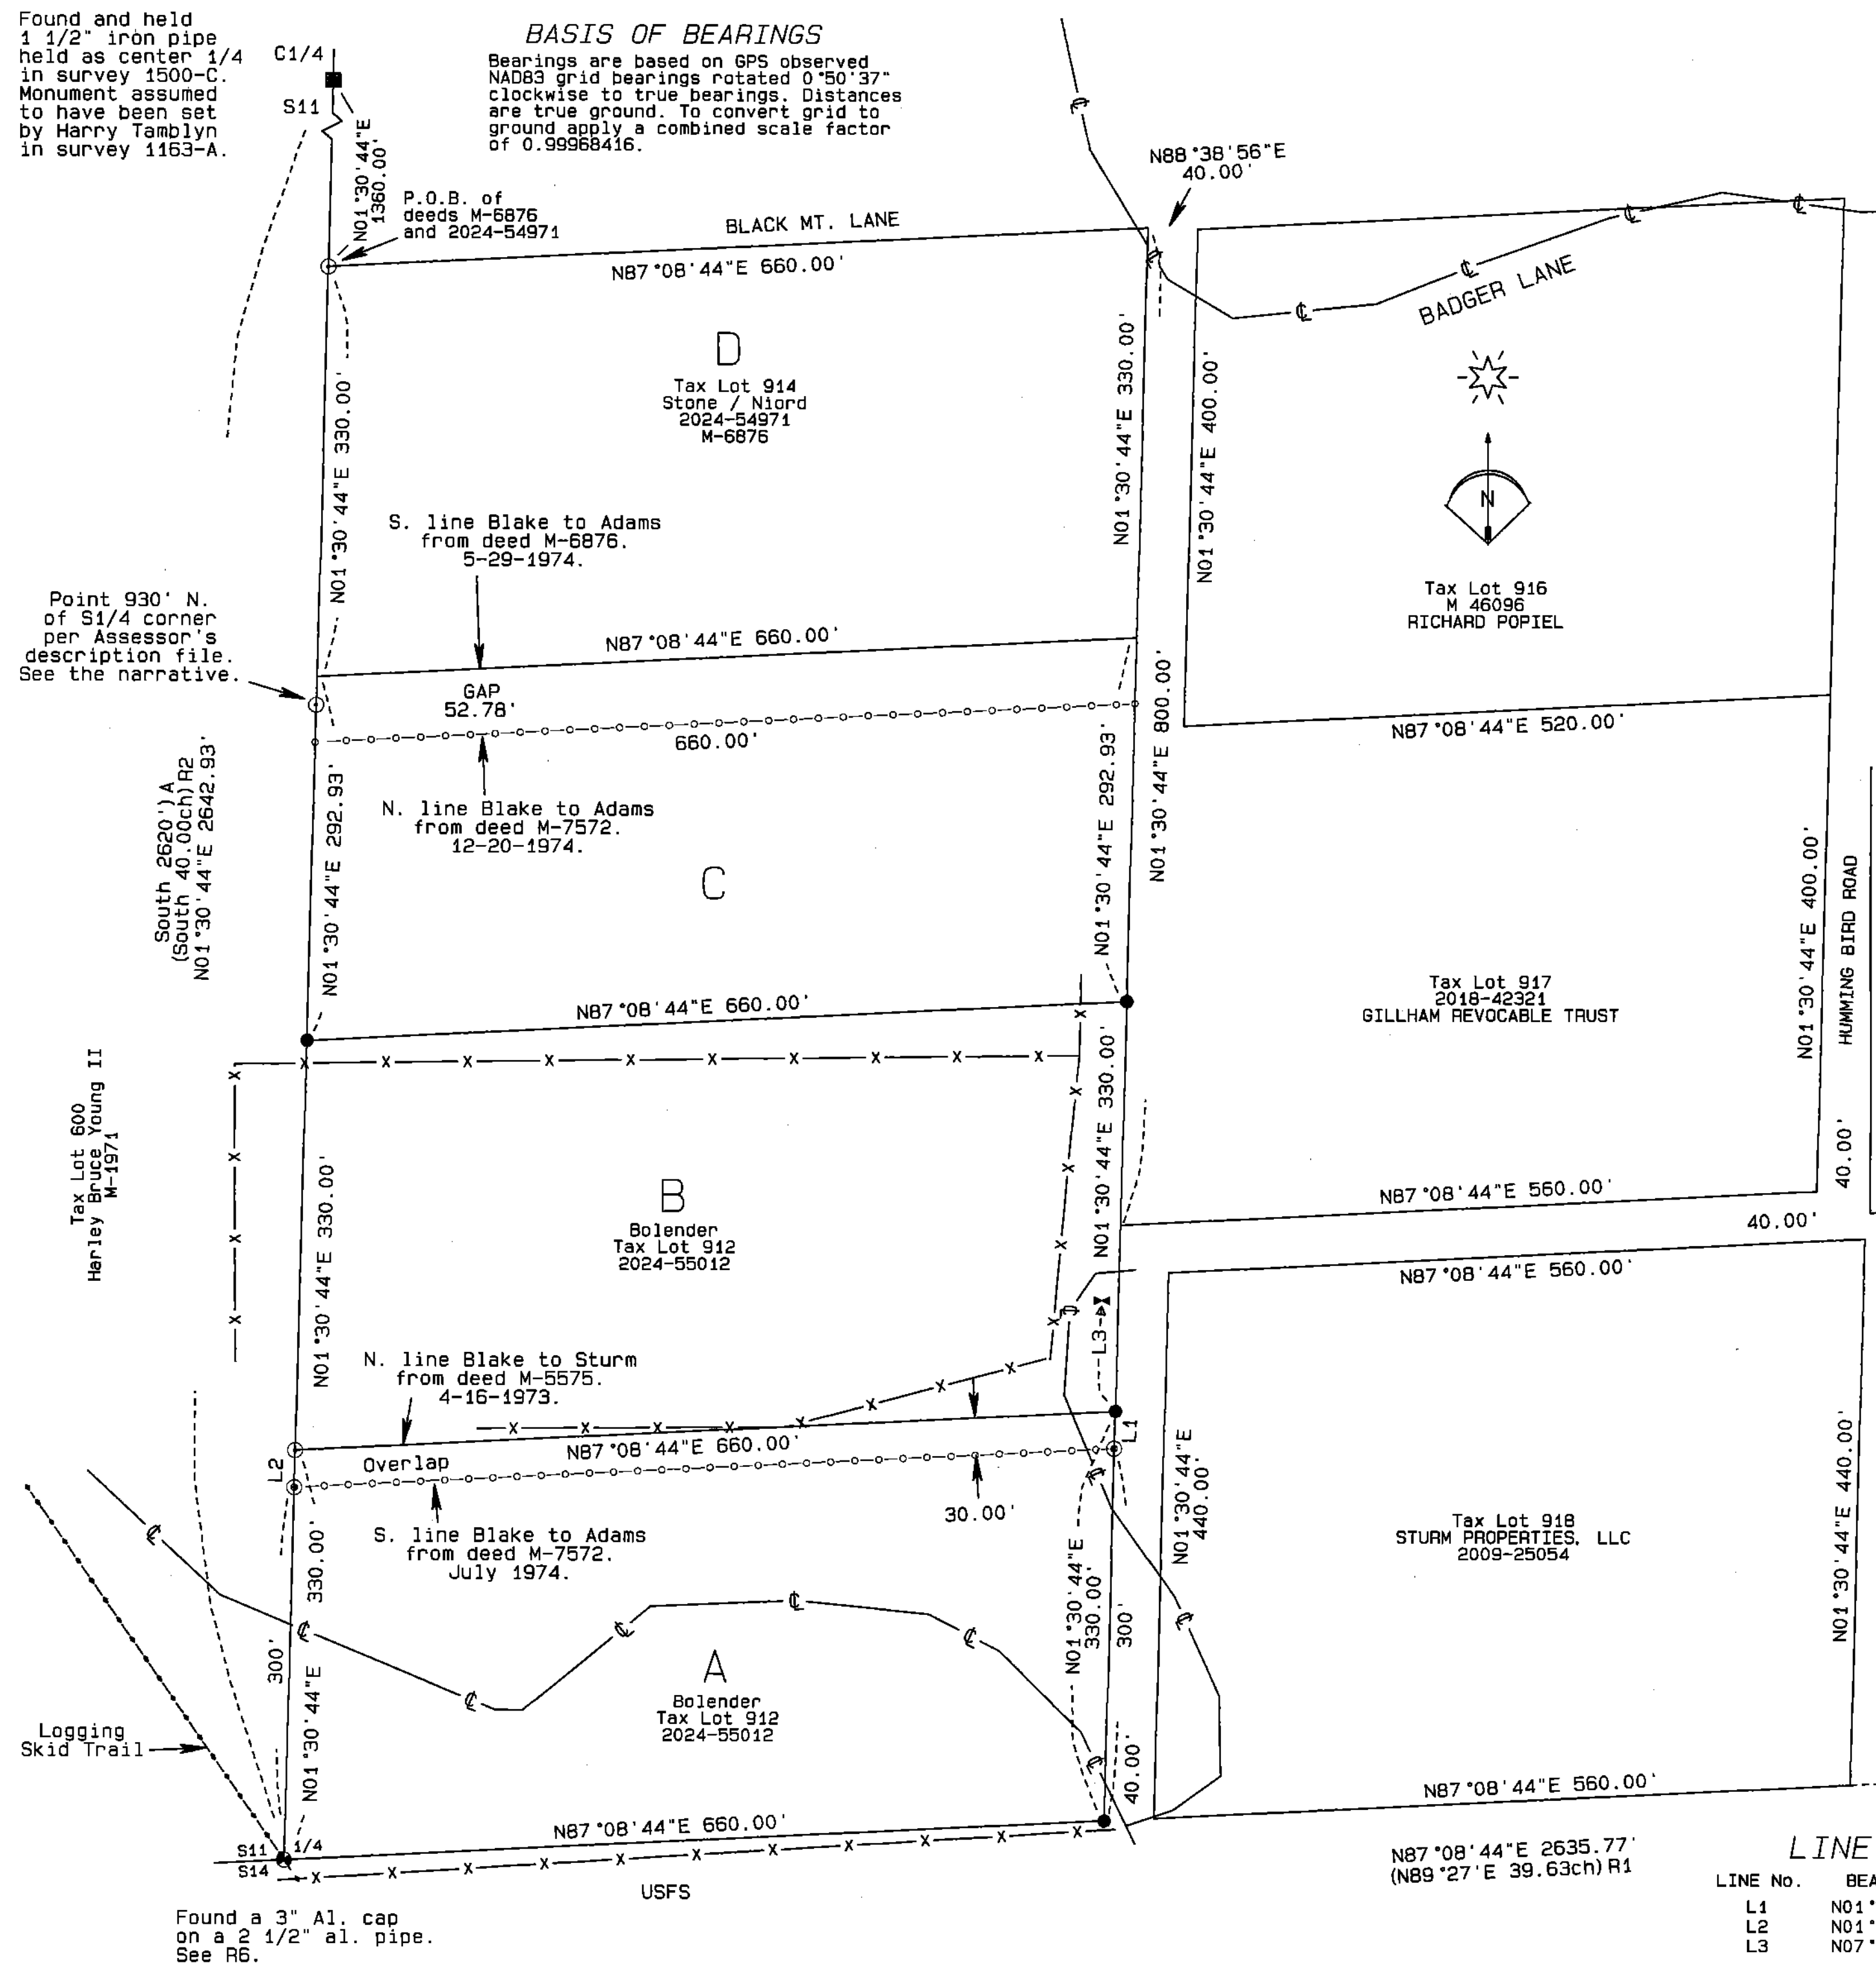 Found and held
1 1/2" iron pipe
held as center 1/4
in survey 1500-C.
Monument assumed
to have been set
by Harry Tamblyn
in survey 1163-A.
C1/4
S11
N01°30'44"E
1360.00'
BASIS OF BEARINGS
Bearings are based on GPS observed
NAD83 grid bearings rotated 0°50'37"
clockwise to true bearings. Distances
are true ground. To convert grid to
ground apply a combined scale factor
of 0.99968416.
P.O.B. of
deeds M-6876
and 2024-54971
BLACK MT. LANE
N87°08'44"E 660.00'
N88°38'56"E
40.00'
BADGER LANE
D
Tax Lot 914
Stone / Niord
2024-54971
M-6876
N01°30'44"E 330.00'
N01°30'44"E 330.00'
N01°30'44"E 400.00'
N
Tax Lot 916
M 46096
RICHARD POPIEL
S. line Blake to Adams
from deed M-6876.
5-29-1974.
Point 930' N.
of S1/4 corner
per Assessor's
description file.
See the narrative.
N87°08'44"E 660.00'
GAP
52.78'
660.00'
N01°30'44"E 800.00'
N87°08'44"E 520.00'
South 2620')A
(South 40.00ch)R2
N01°30'44"E 2642.93'
N01°30'44"E 292.93'
N01°30'44"E 292.93'
N. line Blake to Adams
from deed M-7572.
12-20-1974.
C
N87°08'44"E 660.00'
Tax Lot 917
2018-42321
GILLHAM REVOCABLE TRUST
N01°30'44"E 400.00'
HUMMING BIRD ROAD
40.00'
Tax Lot 600
Harley Bruce Young II
M-1971
N01°30'44"E 330.00'
N01°30'44"E 330.00'
B
Bolender
Tax Lot 912
2024-55012
N87°08'44"E 560.00'
40.00'
N87°08'44"E 560.00'
L3
N. line Blake to Sturm
from deed M-5575.
4-16-1973.
N87°08'44"E 660.00'
L1
L2
Overlap
30.00'
S. line Blake to Adams
from deed M-7572.
July 1974.
N01°30'44"E
440.00'
Tax Lot 918
STURM PROPERTIES, LLC
2009-25054
N01°30'44"E 440.00'
N01°30'44"E 330.00'
300'
N01°30'44"E
330.00'
300'
A
Bolender
Tax Lot 912
2024-55012
Logging
Skid Trail
40.00'
N87°08'44"E 660.00'
N87°08'44"E 560.00'
S11
1/4
S14
USFS
N87°08'44"E 2635.77'
(N89°27'E 39.63ch)R1
Found a 3" Al. cap
on a 2 1/2" al. pipe.
See R6.
LINE
LINE No. BEA
L1 N01°
L2 N01°
L3 N07°